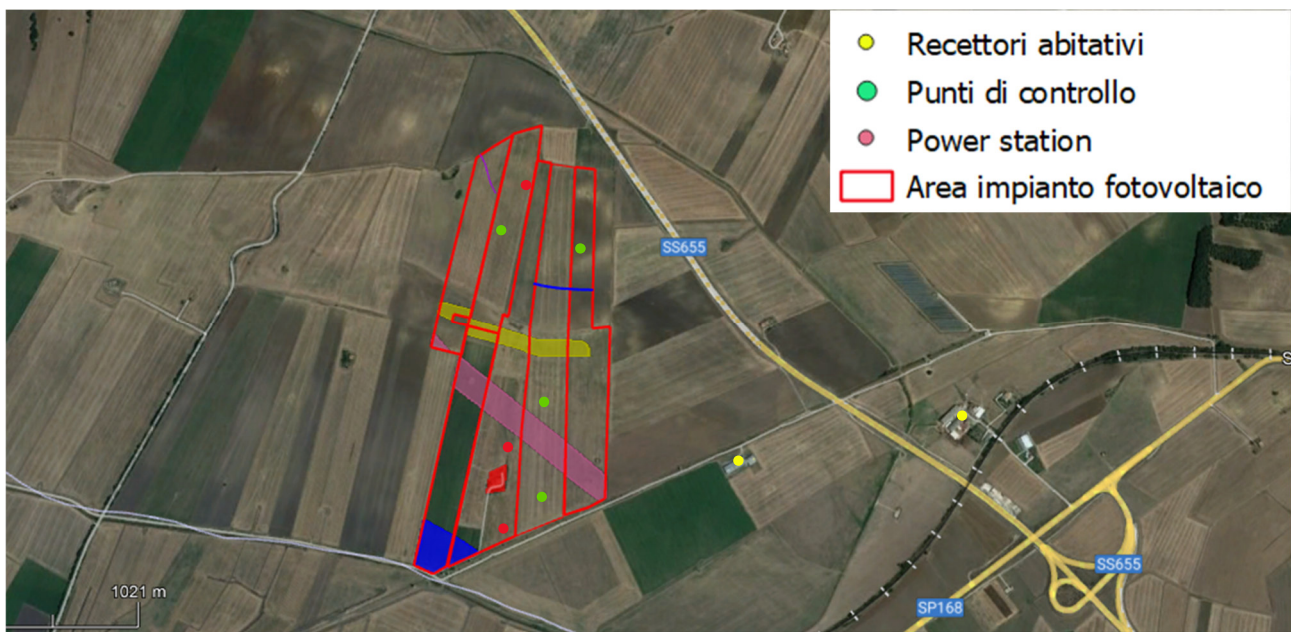 Recettori abitativi
Punti di controllo
Power station
Area impianto fotovoltaico
SS655
S
1021 m
SS655
SP168